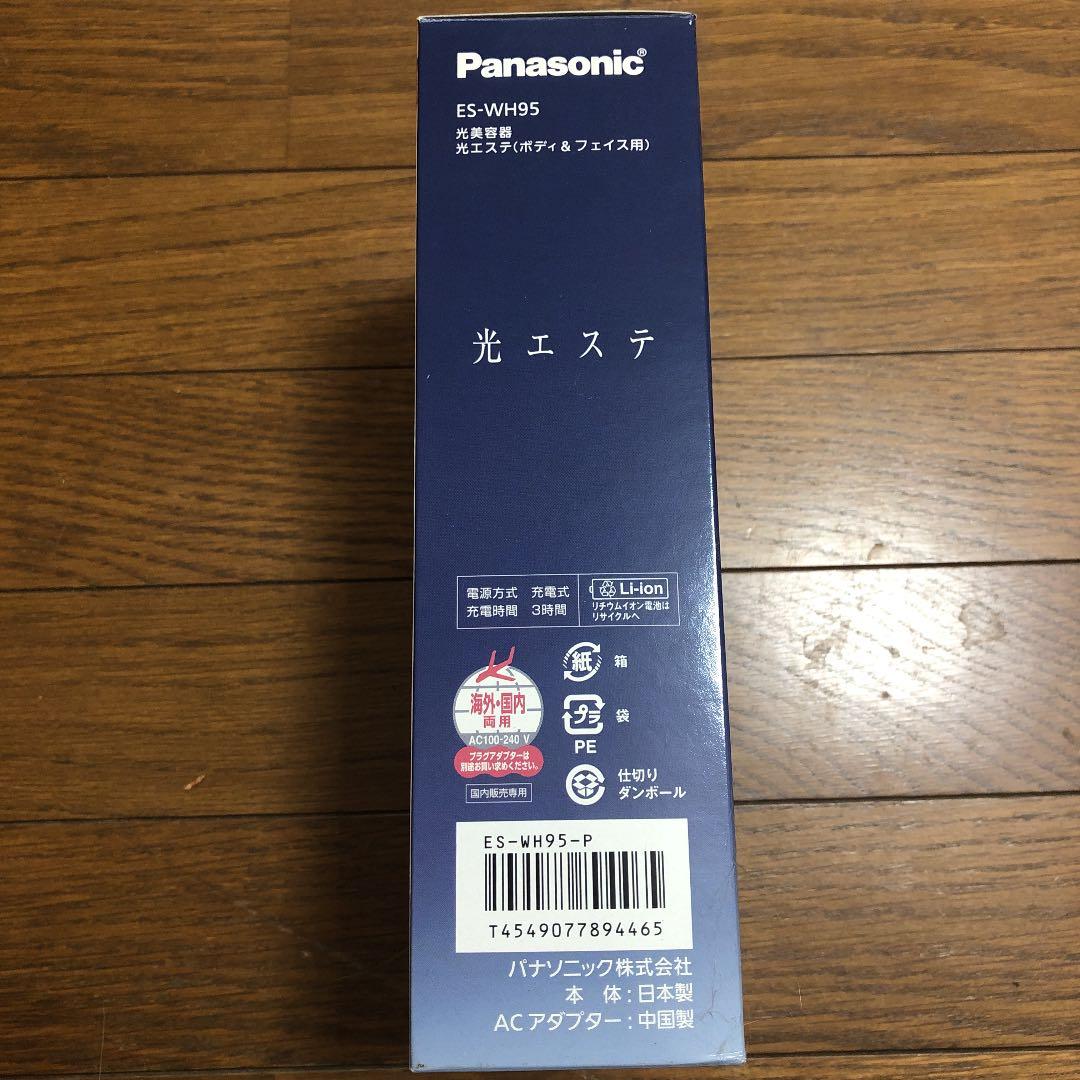 Panasonic®
ES-WH95
光美容器
光エステ(ボディ&フェイス用)
光エステ
電源方式 充電式
充電時間 3時間
Li-ion
リチウムイオン電池は
リサイクルへ
海外・国内
両用
AC100-240 V
プラグアダプターは
別途お買い求めください。
国内販売専用
紙 箱
プラ 袋
PE
仕切り
ダンボール
ES-WH95-P
T4549077894465
パナソニック株式会社
本 体:日本製
ACアダプター:中国製